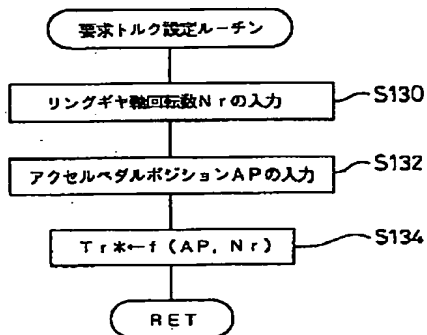 要求トルク設定ルーチン
リングギヤ軸回転数Nrの入力
S130
アクセルペダルポジションAPの入力
S132
Tr*←f(AP, Nr)
S134
RET